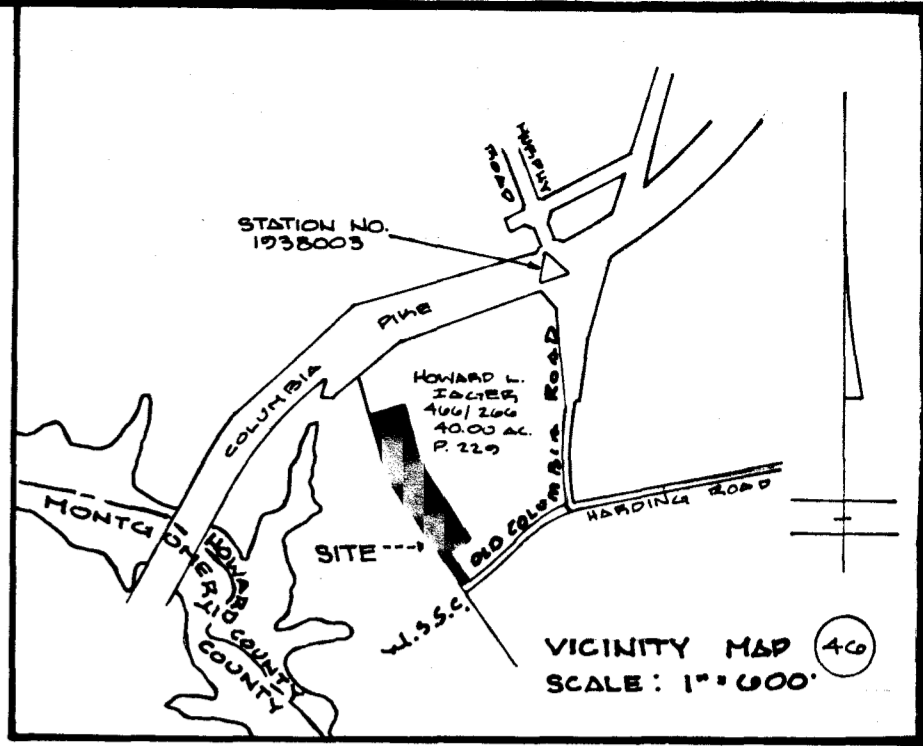 MURPHY
ROAD
STATION NO.
1938003
PIKE
COLUMBIA
HOWARD L.
IAGER
466/266
40.00 AC.
P. 229
OLD COLUMBIA ROAD
HARDING ROAD
MONTGOMERY COUNTY
HOWARD COUNTY
SITE
W.S.S.C.
VICINITY MAP
46
SCALE: 1" = 600'